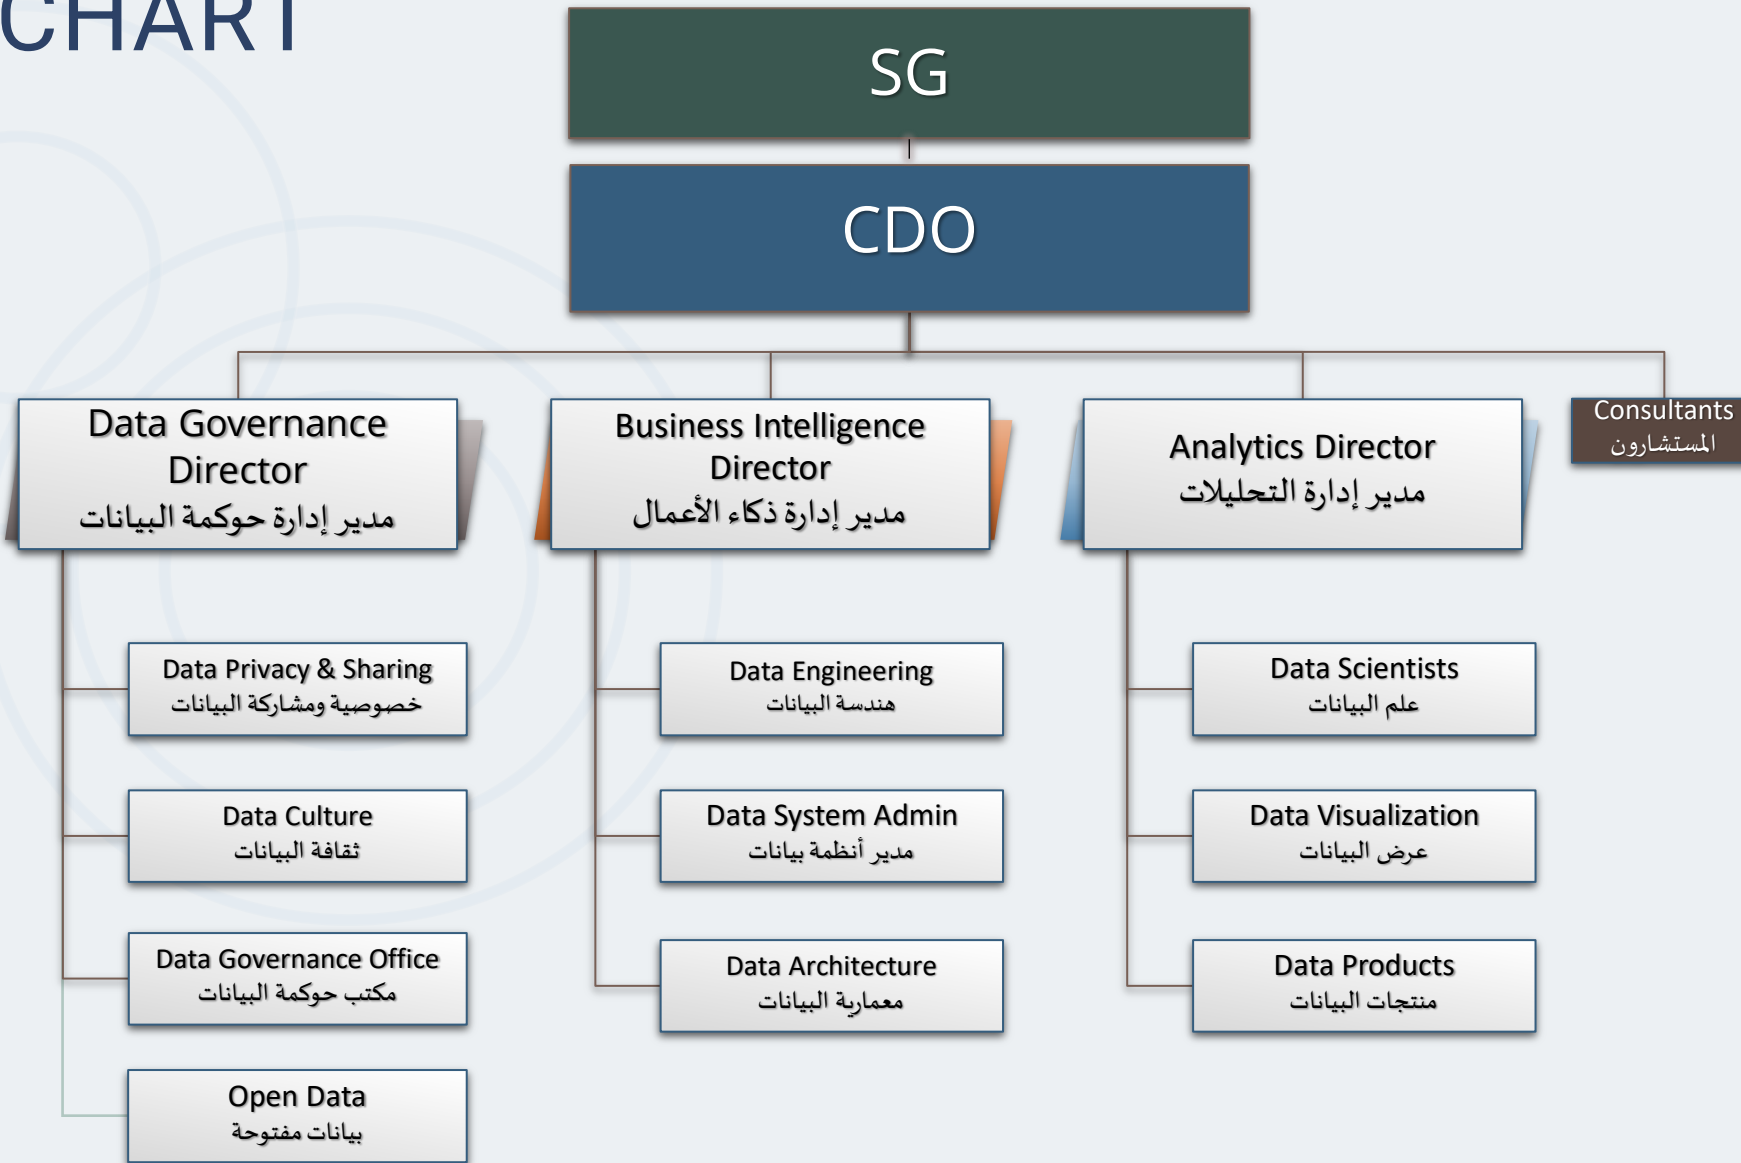 CHART
SG
CDO
Data Governance
Director
مدير إدارة حوكمة البيانات
Business Intelligence
Director
مدير إدارة ذكاء الأعمال
Analytics Director
مدير إدارة التحليلات
Consultants
المستشارون
Data Privacy & Sharing
خصوصية ومشاركة البيانات
Data Culture
ثقافة البيانات
Data Governance Office
مكتب حوكمة البيانات
Open Data
بيانات مفتوحة
Data Engineering
هندسة البيانات
Data System Admin
مدير أنظمة بيانات
Data Architecture
معمارية البيانات
Data Scientists
علم البيانات
Data Visualization
عرض البيانات
Data Products
منتجات البيانات